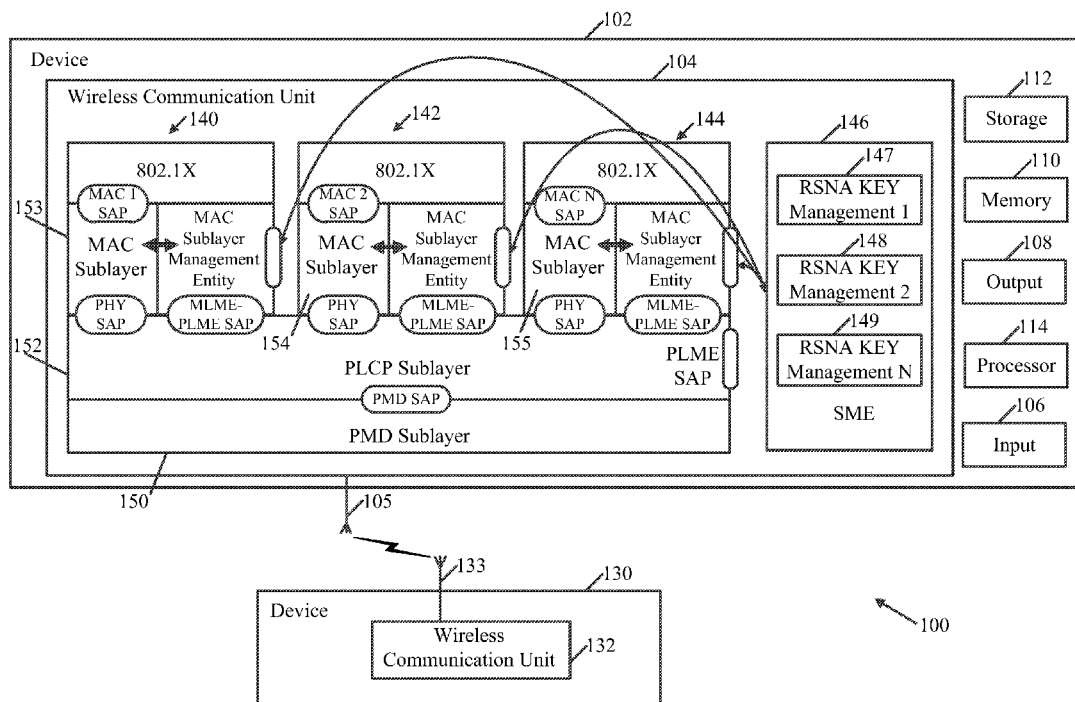 102
Device
104
Wireless Communication Unit
140
142
144
146
112
Storage
802.1X
802.1X
802.1X
147
RSNA KEY
Management 1
110
Memory
MAC 1
SAP
MAC 2
SAP
MAC N
SAP
153
MAC
Sublayer
MAC
Sublayer
Management
Entity
MAC
Sublayer
MAC
Sublayer
Management
Entity
MAC
Sublayer
MAC
Sublayer
Management
Entity
148
RSNA KEY
Management 2
108
Output
PHY
SAP
MLME-
PLME SAP
PHY
SAP
MLME-
PLME SAP
PHY
SAP
MLME-
PLME SAP
154
155
149
RSNA KEY
Management N
114
Processor
152
PLCP Sublayer
PLME
SAP
PMD SAP
SME
106
Input
PMD Sublayer
150
105
133
130
Device
Wireless
Communication Unit
132
100